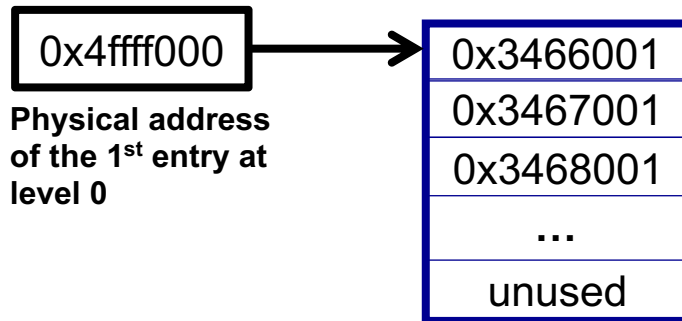 0x4ffff000
Physical address
of the 1st entry at
level 0
0x3466001
0x3467001
0x3468001
...
unused